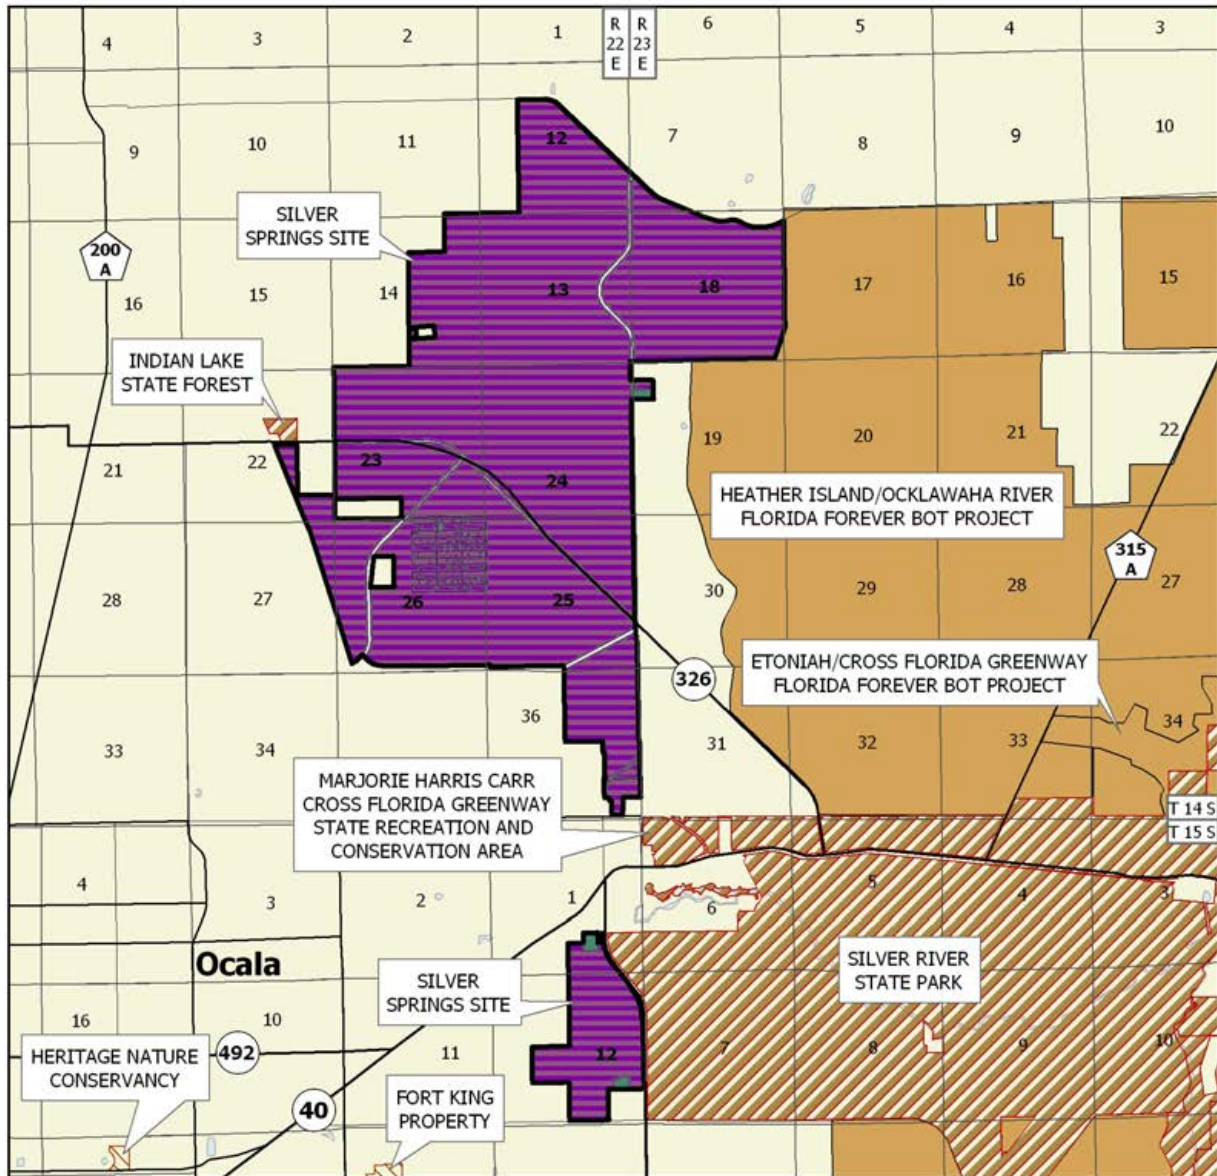 R R
22 23
E E
4 3 2 1 6 5 4 3
9 10 11 12 7 8 9 10
SILVER
SPRINGS SITE
200
A
16 15 14 13 18 17 16 15
INDIAN LAKE
STATE FOREST
21 22 23 24 19 20 21 22
HEATHER ISLAND/OCKLAWAHA RIVER
FLORIDA FOREVER BOT PROJECT
315
A
28 27 26 25 30 29 28 27
ETONIAH/CROSS FLORIDA GREENWAY
FLORIDA FOREVER BOT PROJECT
326
33 34 36 31 32 33 34
MARJORIE HARRIS CARR
CROSS FLORIDA GREENWAY
STATE RECREATION AND
CONSERVATION AREA
T 14 S
T 15 S
4 3 2 1 6 5 4 3
Ocala
SILVER
SPRINGS SITE
SILVER RIVER
STATE PARK
16 10 11 12 7 8 9 10
HERITAGE NATURE
CONSERVANCY
492
40
FORT KING
PROPERTY